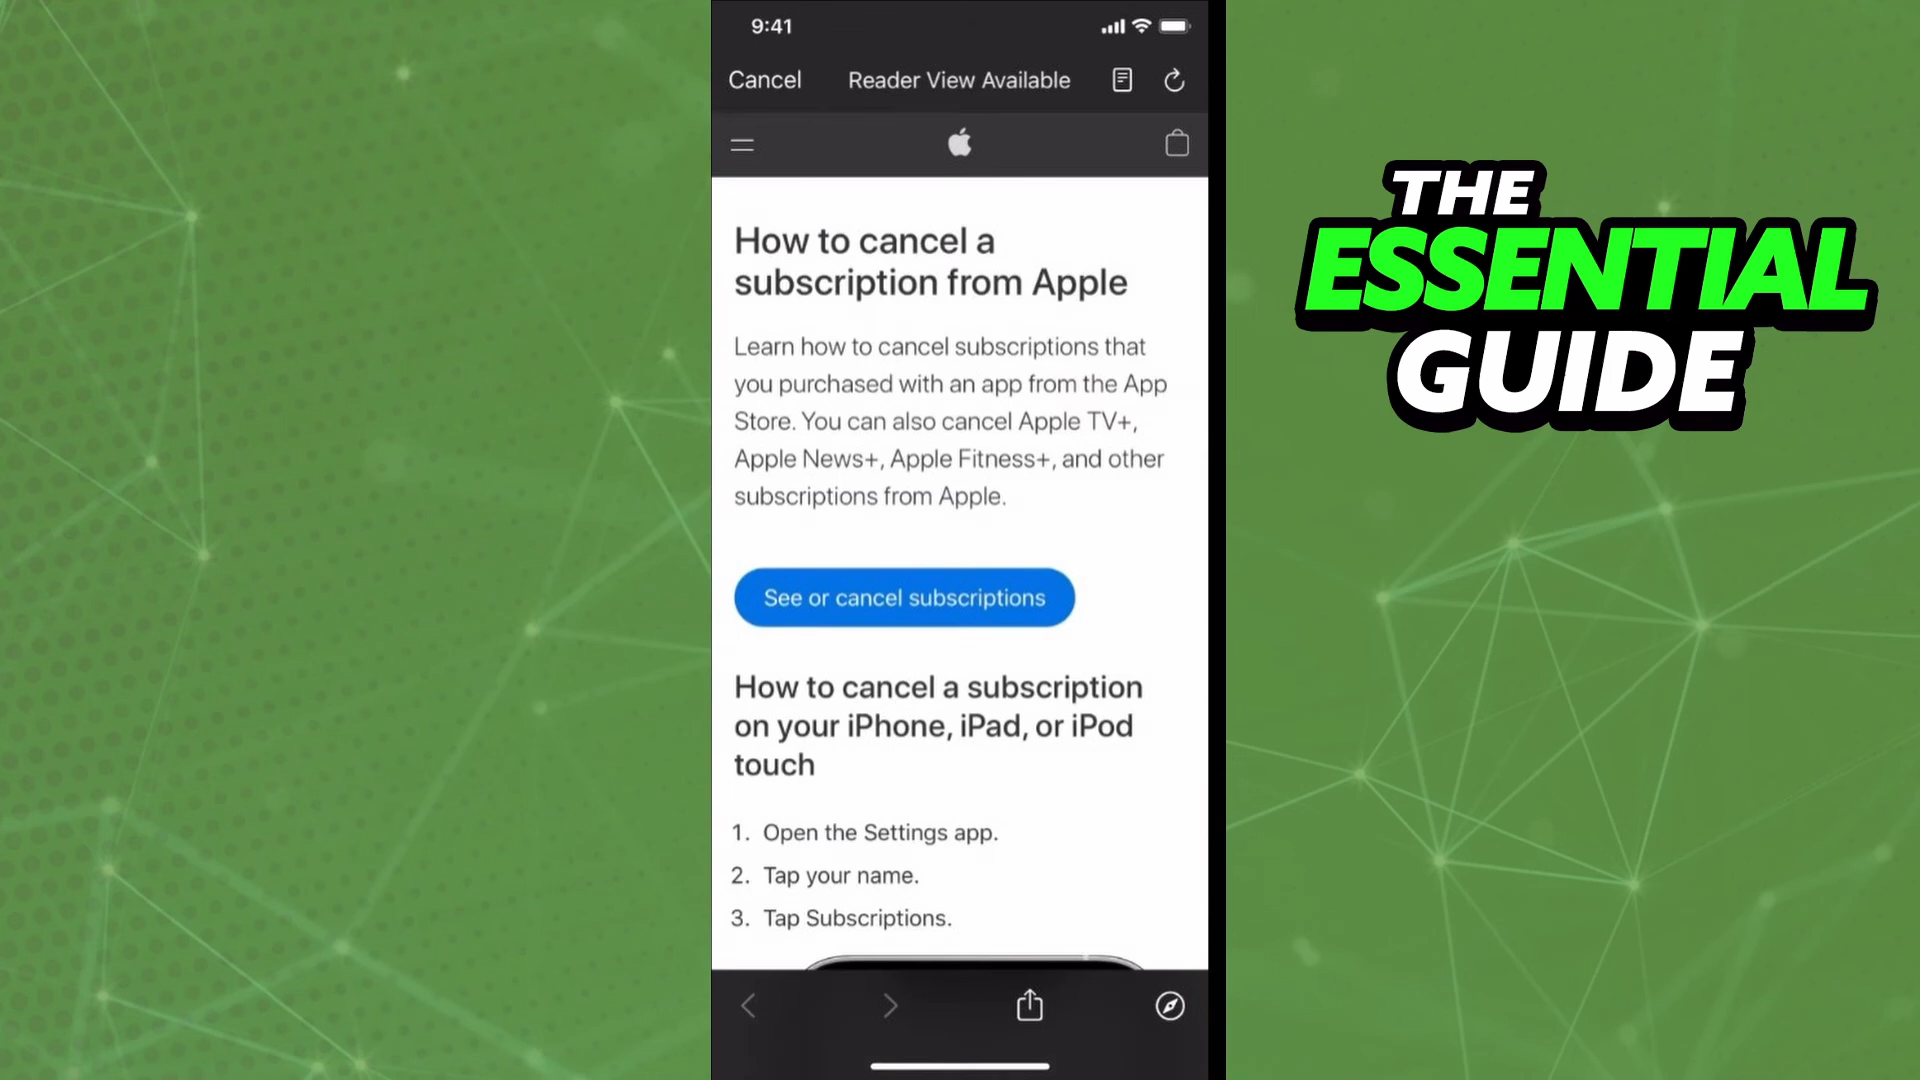 9:41
Cancel
Reader View Available
How to cancel a
subscription from Apple
Learn how to cancel subscriptions that
you purchased with an app from the App
Store. You can also cancel Apple TV+,
Apple News+, Apple Fitness+, and other
subscriptions from Apple.
See or cancel subscriptions
How to cancel a subscription
on your iPhone, iPad, or iPod
touch
1. Open the Settings app.
2. Tap your name.
3. Tap Subscriptions.
THE
ESSENTIAL
GUIDE